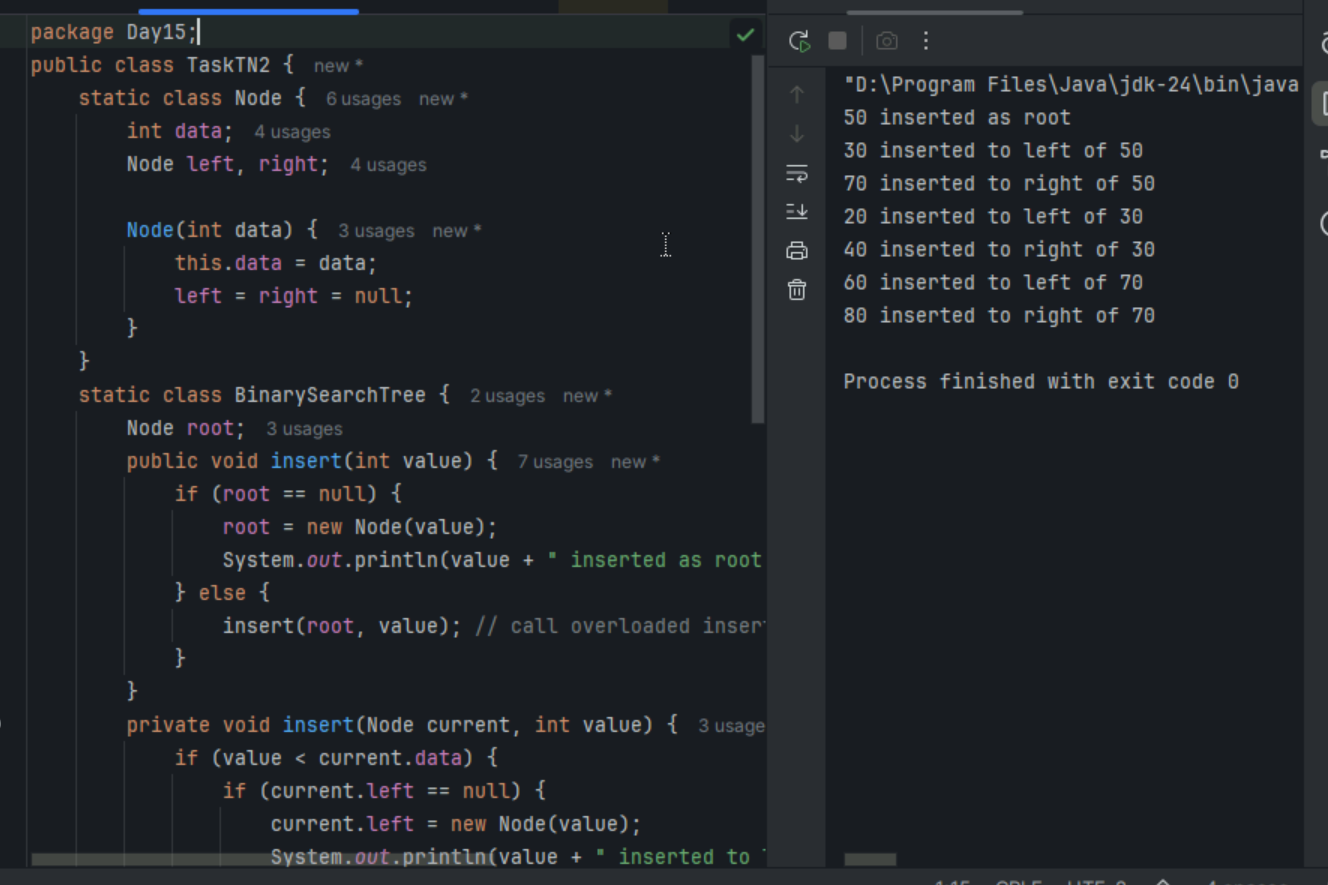 package Day15;
public class TaskTN2 { new *
static class Node { 6 usages new *
int data; 4 usages
Node left, right; 4 usages
Node(int data) { 3 usages new *
this.data = data;
left = right = null;
}
}
static class BinarySearchTree { 2 usages new *
Node root; 3 usages
public void insert(int value) { 7 usages new *
if (root == null) {
root = new Node(value);
System.out.println(value + " inserted as root
} else {
insert(root, value); // call overloaded inser
}
}
private void insert(Node current, int value) { 3 usage
if (value < current.data) {
if (current.left == null) {
current.left = new Node(value);
System.out.println(value + " inserted to
"D:\Program Files\Java\jdk-24\bin\java
50 inserted as root
30 inserted to left of 50
70 inserted to right of 50
20 inserted to left of 30
40 inserted to right of 30
60 inserted to left of 70
80 inserted to right of 70
Process finished with exit code 0